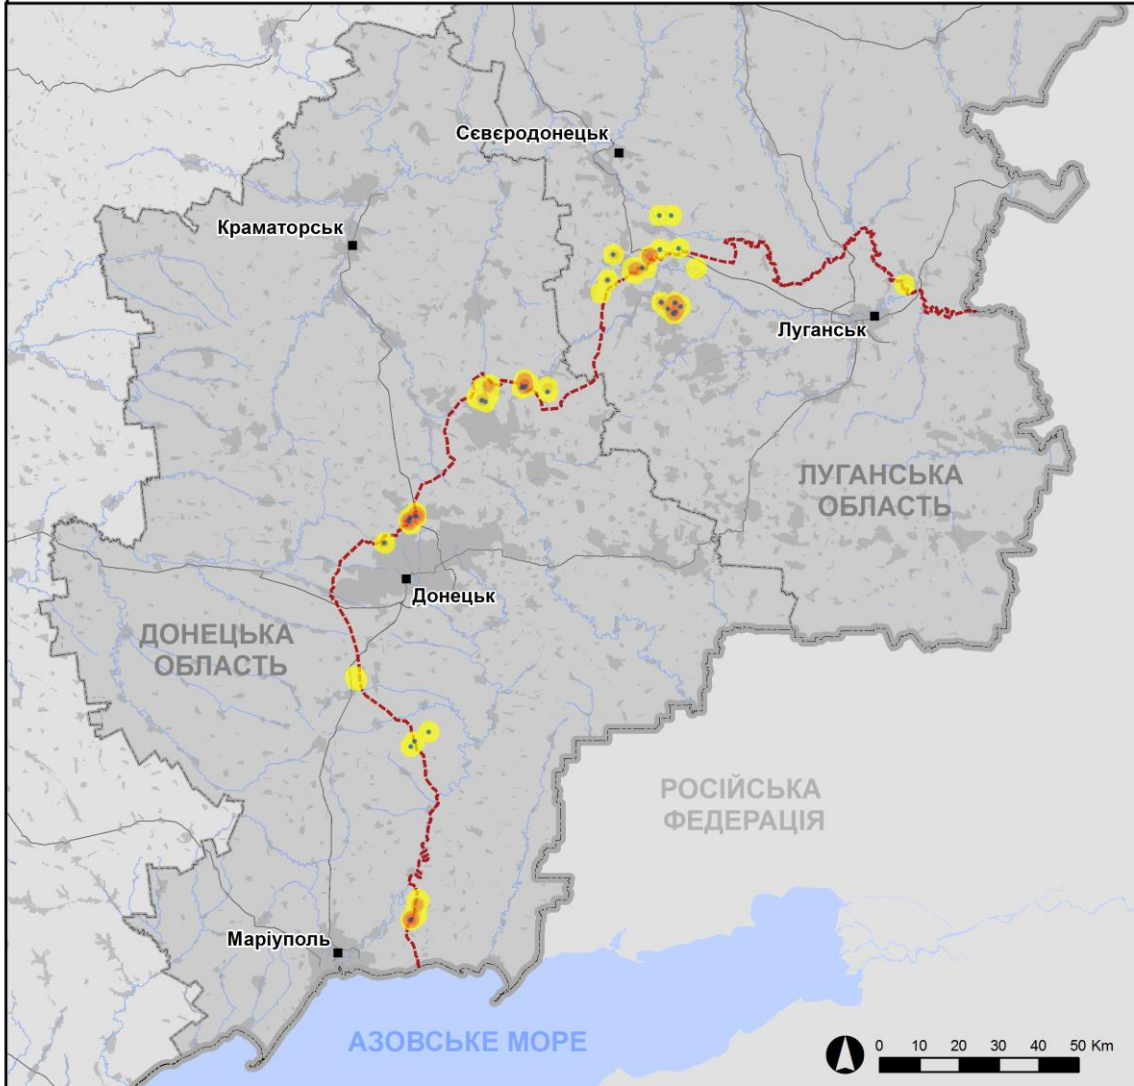 Сєвєродонецьк
Краматорськ
Луганськ
ЛУГАНСЬКА
ОБЛАСТЬ
Донецьк
ДОНЕЦЬКА
ОБЛАСТЬ
РОСІЙСЬКА
ФЕДЕРАЦІЯ
Маріуполь
АЗОВСЬКЕ МОРЕ
0 10 20 30 40 50 Km